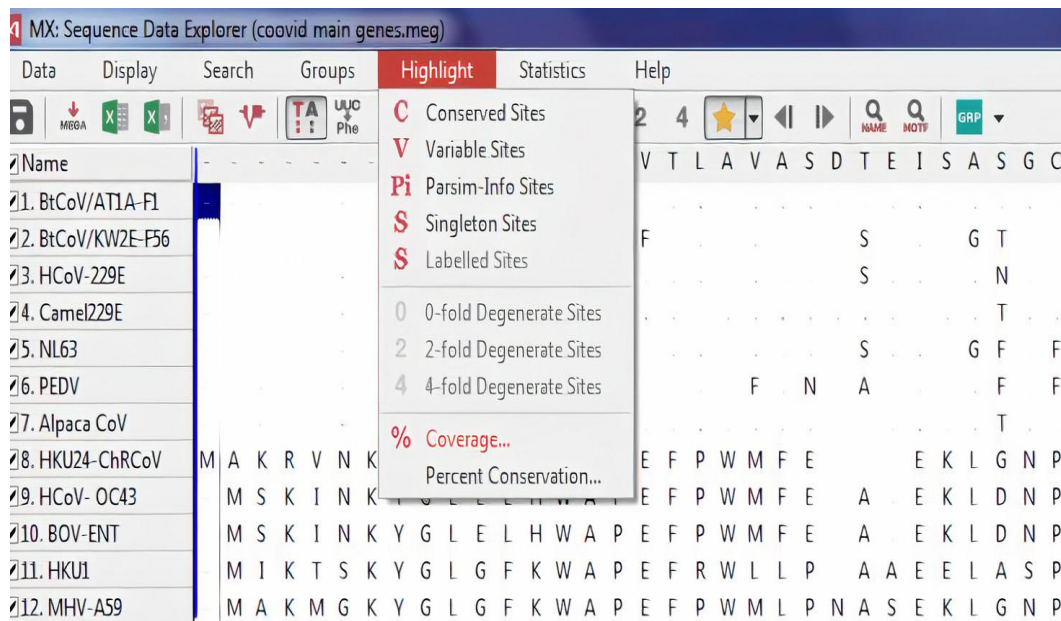 MX: Sequence Data Explorer (coovid main genes.meg)
Data Display Search Groups Highlight Statistics Help
MEGA X X TA UUC Phe 2 4 NAME MOTIF GRP
C Conserved Sites
V Variable Sites
Pi Parsim-Info Sites
S Singleton Sites
S Labelled Sites
0 0-fold Degenerate Sites
2 2-fold Degenerate Sites
4 4-fold Degenerate Sites
% Coverage...
Percent Conservation...
Name - - - - - - V T L A V A S D T E I S A S G C
1. BtCoV/AT1A-F1 -
2. BtCoV/KW2E-F56 F . . . . S . G T
3. HCoV-229E S . . N
4. Camel229E . . . . . . T .
5. NL63 S . . G F F
6. PEDV F . N A F F
7. Alpaca CoV T
8. HKU24-ChRCoV M A K R V N K E F P W M F E E K L G N P
9. HCoV- OC43 M S K I N K Y G L E L H W A P E F P W M F E A . E K L D N P
10. BOV-ENT M S K I N K Y G L E L H W A P E F P W M F E A . E K L D N P
11. HKU1 M I K T S K Y G L G F K W A P E F R W L L P A A E E L A S P
12. MHV-A59 M A K M G K Y G L G F K W A P E F P W M L P N A S E K L G N P